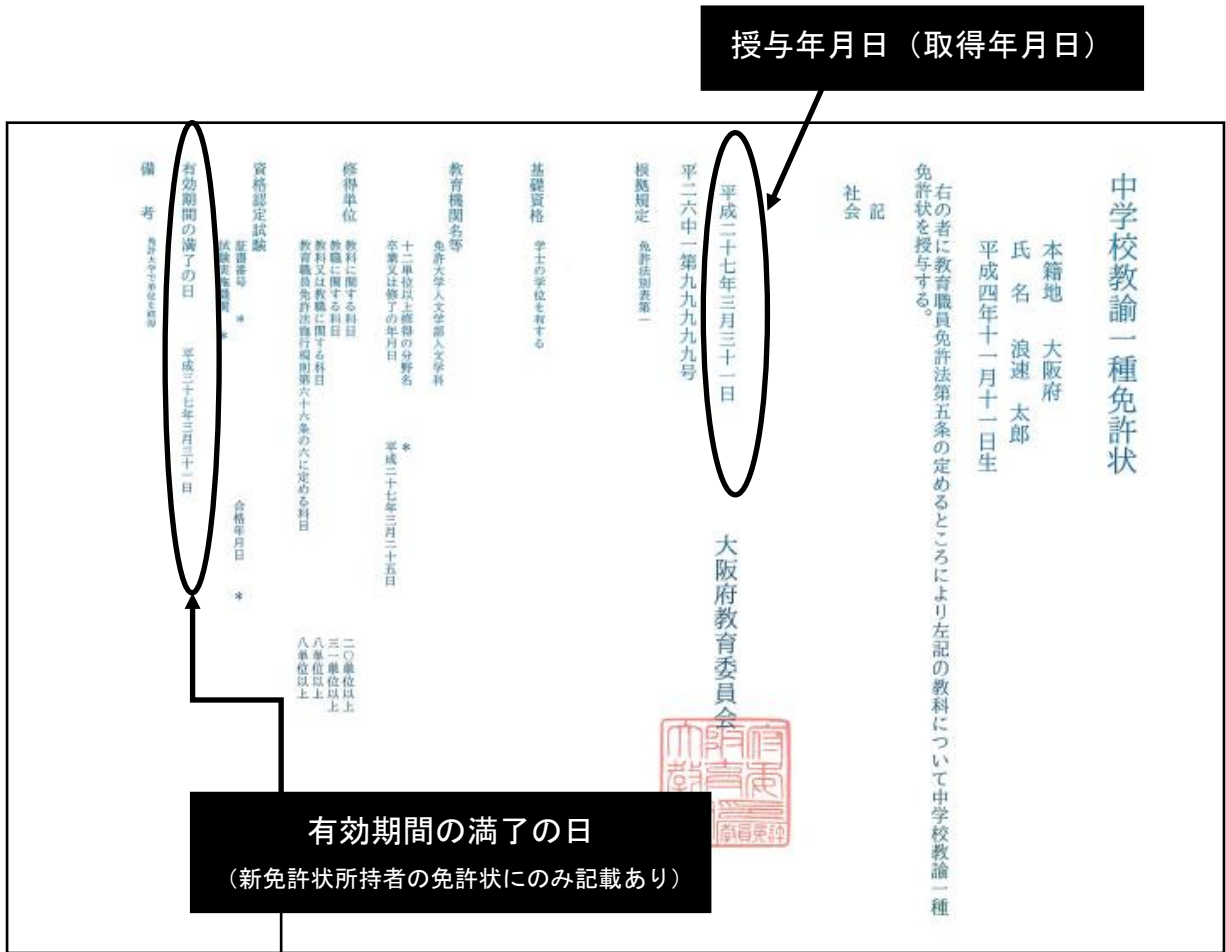 授与年月日（取得年月日）
中学校教諭一種免許状
本籍地　大阪府
氏　名　浪速　太郎
平成四年十一月十一日生
右の者に教育職員免許法第五条の定めるところにより左記の教科について中学校教諭一種
免許状を授与する。
記
社会
平成二十七年三月三十一日
大阪府教育委員会
平二六中一第九九九九九号
根拠規定　免許法別表第一
基礎資格　学士の学位を有する
教育機関名等
免許大学人文学部人文学科
十二単位以上修得の分野名　＊
卒業又は修了の年月日　平成二十七年三月二十五日
修得単位
教科に関する科目　二〇単位以上
教職に関する科目　三一単位以上
教科又は教職に関する科目　八単位以上
教育職員免許法施行規則第六十六条の六に定める科目　八単位以上
資格認定試験
証書番号　＊　合格年月日　＊
試験実施機関　＊
有効期間の満了の日　平成三十七年三月三十一日
備　考　免許大学で単位を修得
有効期間の満了の日
（新免許状所持者の免許状にのみ記載あり）